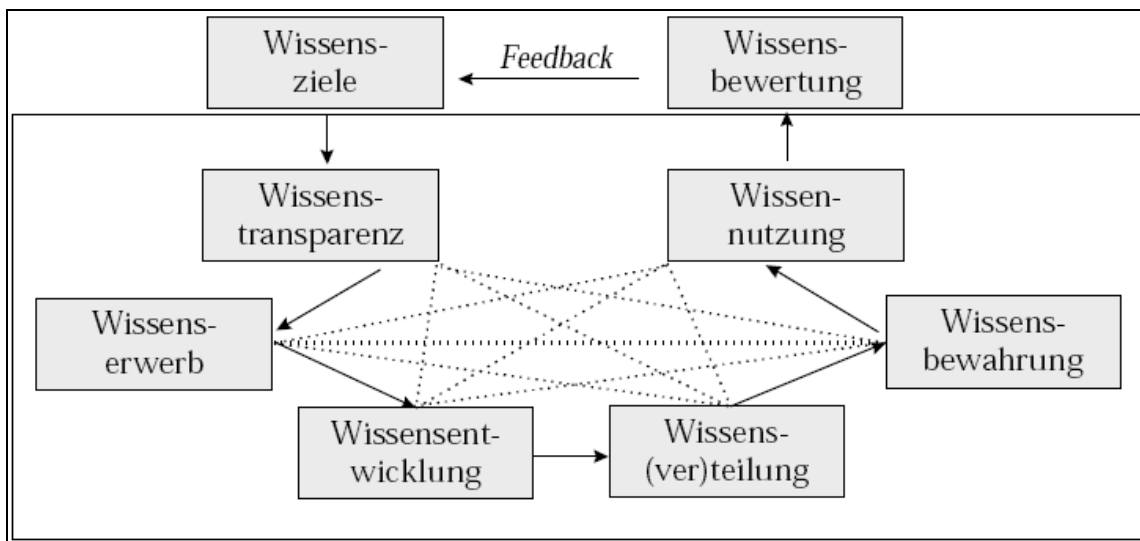 Wissens-
ziele
Feedback
Wissens-
bewertung
Wissens-
transparenz
Wissen-
nutzung
Wissens-
erwerb
Wissens-
bewahrung
Wissensent-
wicklung
Wissens-
(ver)teilung